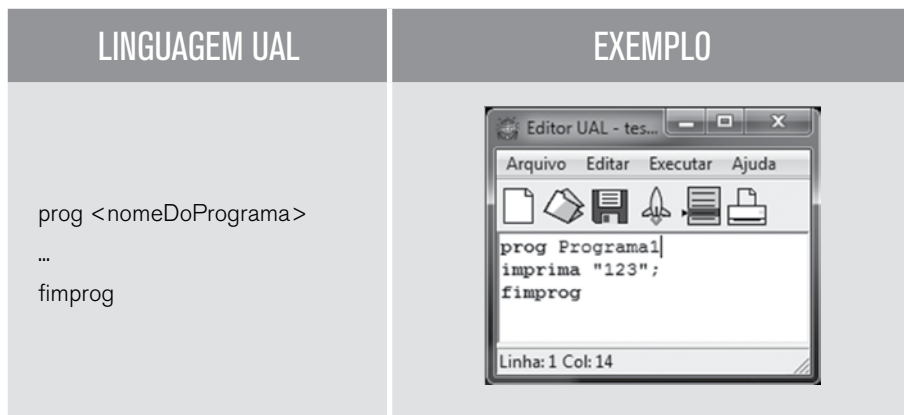 LINGUAGEM UAL
EXEMPLO
prog <nomeDoPrograma>
...
fimprog
Editor UAL - tes...
Arquivo Editar Executar Ajuda
prog Programa1
imprima "123";
fimprog
Linha: 1 Col: 14